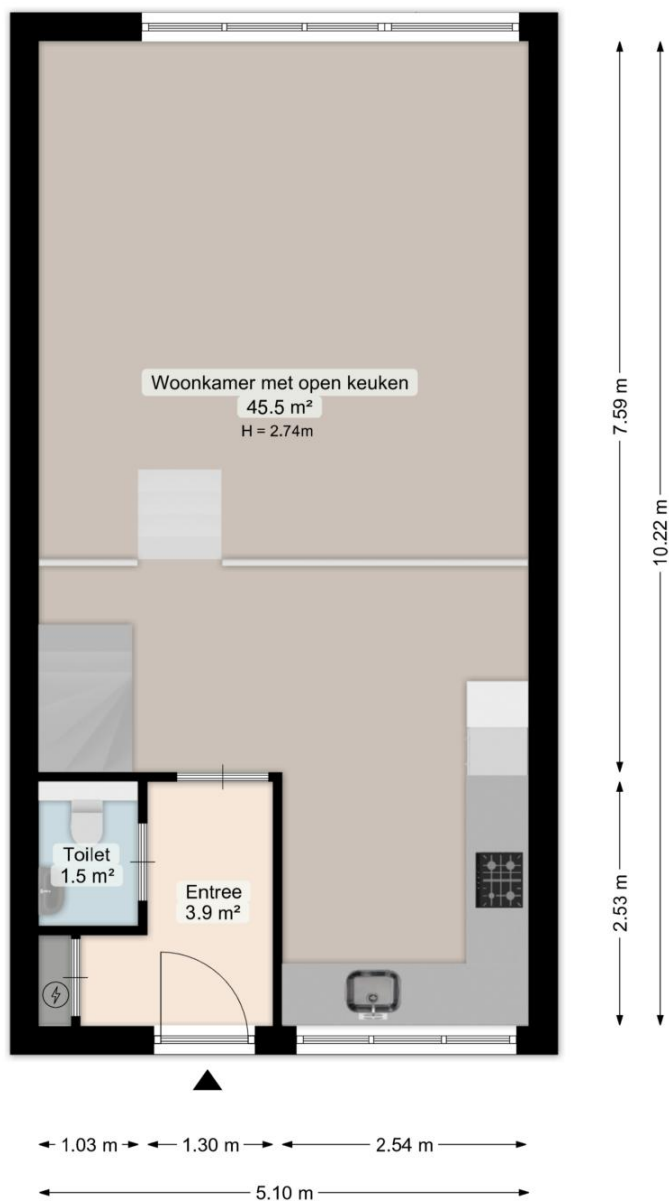 Woonkamer met open keuken
45.5 m²
H = 2.74m
7.59 m
10.22 m
Toilet
1.5 m²
Entree
3.9 m²
2.53 m
1.03 m
1.30 m
2.54 m
5.10 m